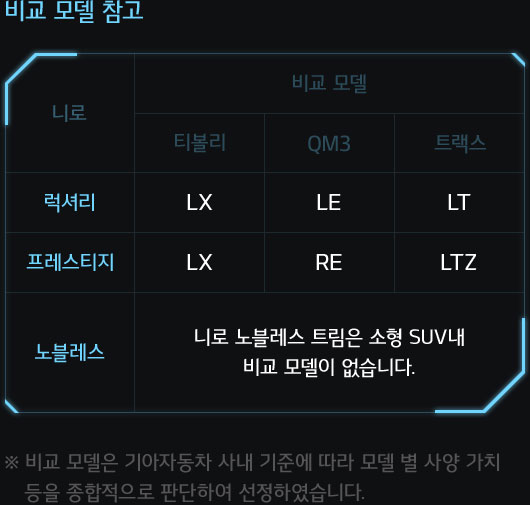 비교 모델 참고
니로 비교 모델
티볼리 QM3 트랙스
럭셔리 LX LE LT
프레스티지 LX RE LTZ
노블레스 니로 노블레스 트림은 소형 SUV내
비교 모델이 없습니다.
※ 비교 모델은 기아자동차 사내 기준에 따라 모델 별 사양 가치
등을 종합적으로 판단하여 선정하였습니다.